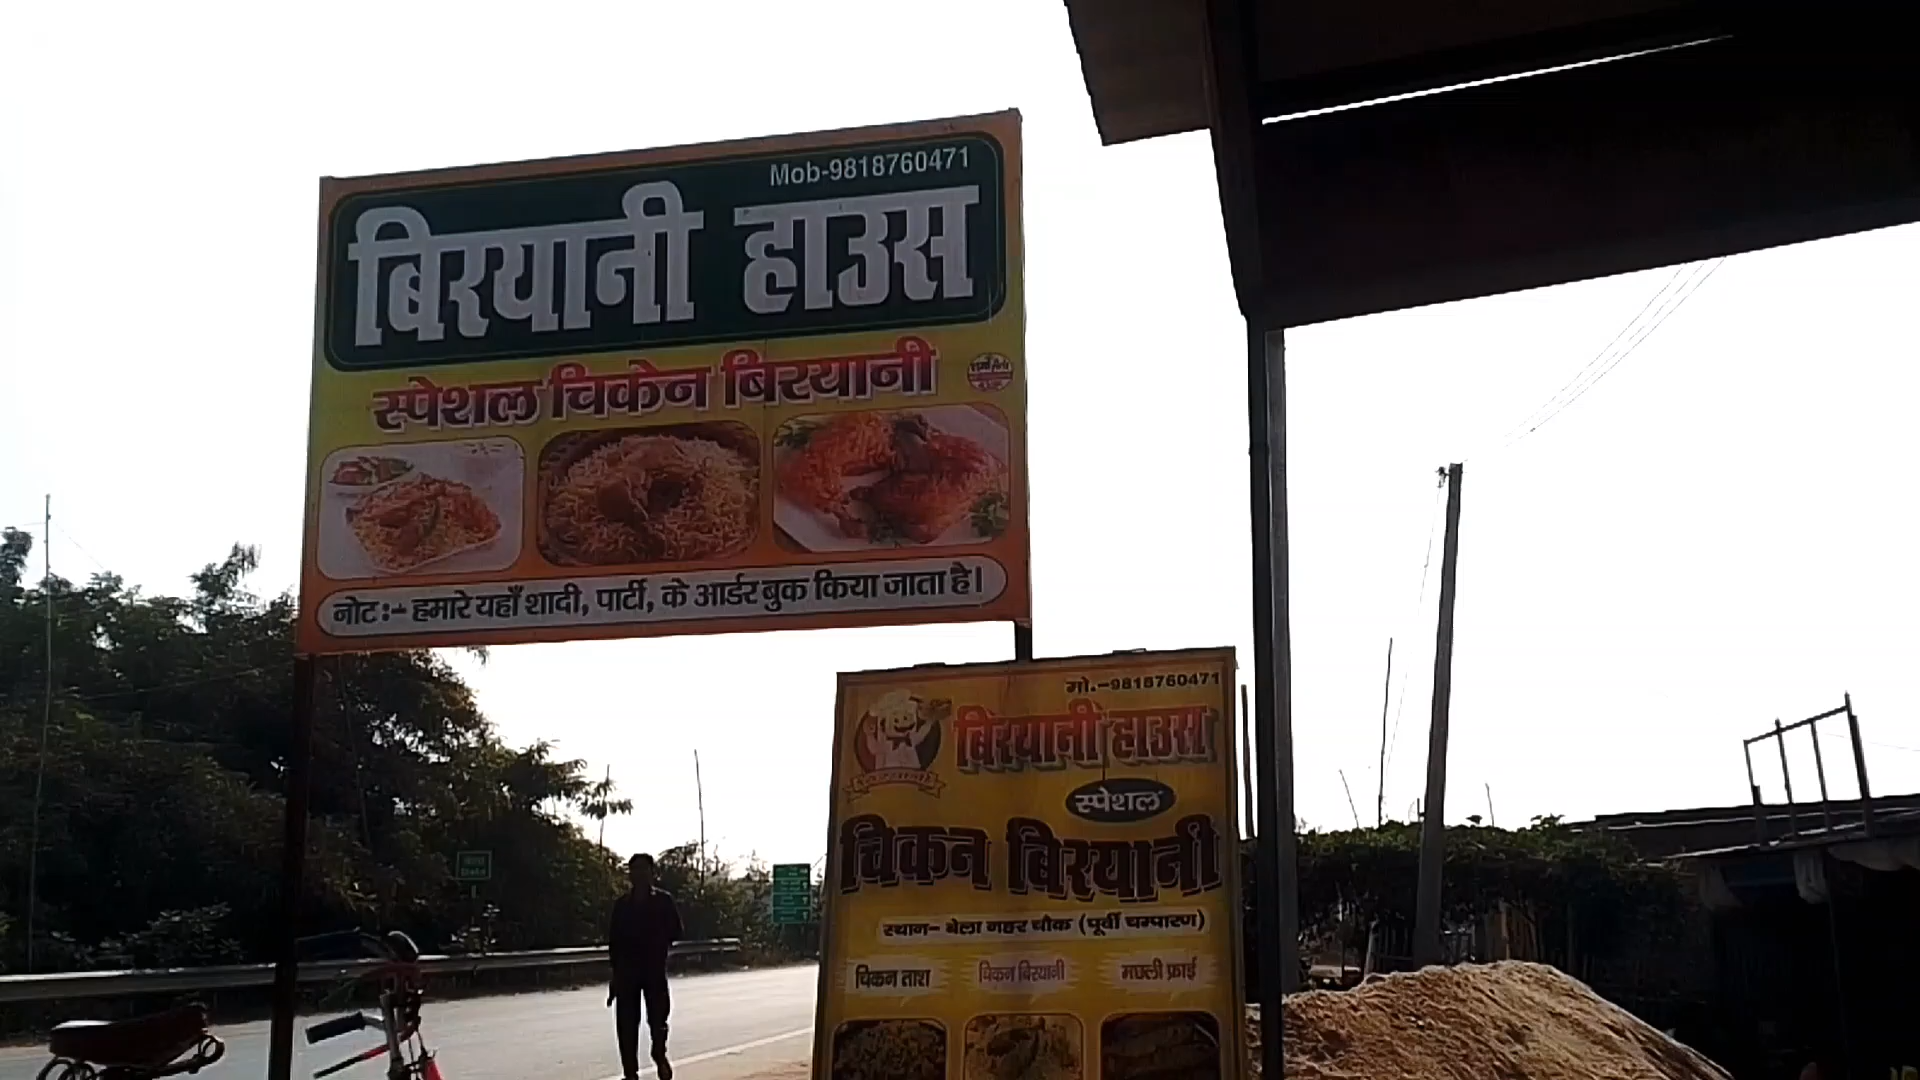 Mob-9818760471
बिरयानी हाउस
स्पेशल चिकेन बिरयानी
नोट:- हमारे यहाँ शादी, पार्टी, के आर्डर बुक किया जाता है।
मो.-9818760471
बिरयानी हाउस
स्पेशल
चिकन बिरयानी
स्थान- बेला नहर चौक (पूर्वी चम्पारण)
चिकन ताश चिकन बिरयानी मछली फ्राई